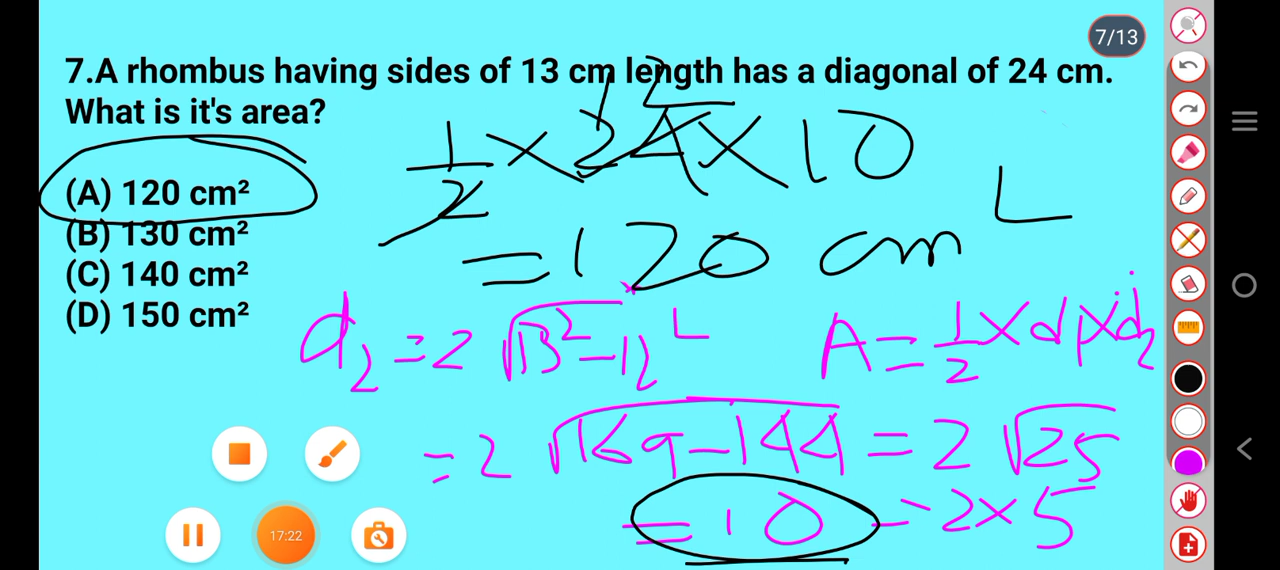 7/13
7.A rhombus having sides of 13 cm length has a diagonal of 24 cm.
What is it's area?
1/2 × 24 × 10
12
(A) 120 cm²
= 120 cm²
(B) 130 cm²
(C) 140 cm²
(D) 150 cm²
d₂ = 2 √13² - 12²
A = 1/2 × d₁ × d₂
= 2 √169 - 144 = 2 √25
= 2 × 5
= 10
17:22